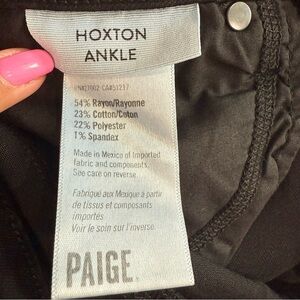 HOXTON
ANKLE
54% Rayon/Rayonne
23% Cotton/Coton
22% Polyester
1% Spandex
Made in Mexico of Imported
fabric and components.
See care on reverse.
Fabriqué aux Mexique à partir
de tissus et composants
importés
Voir le soin sur l'inverse.
PAIGE